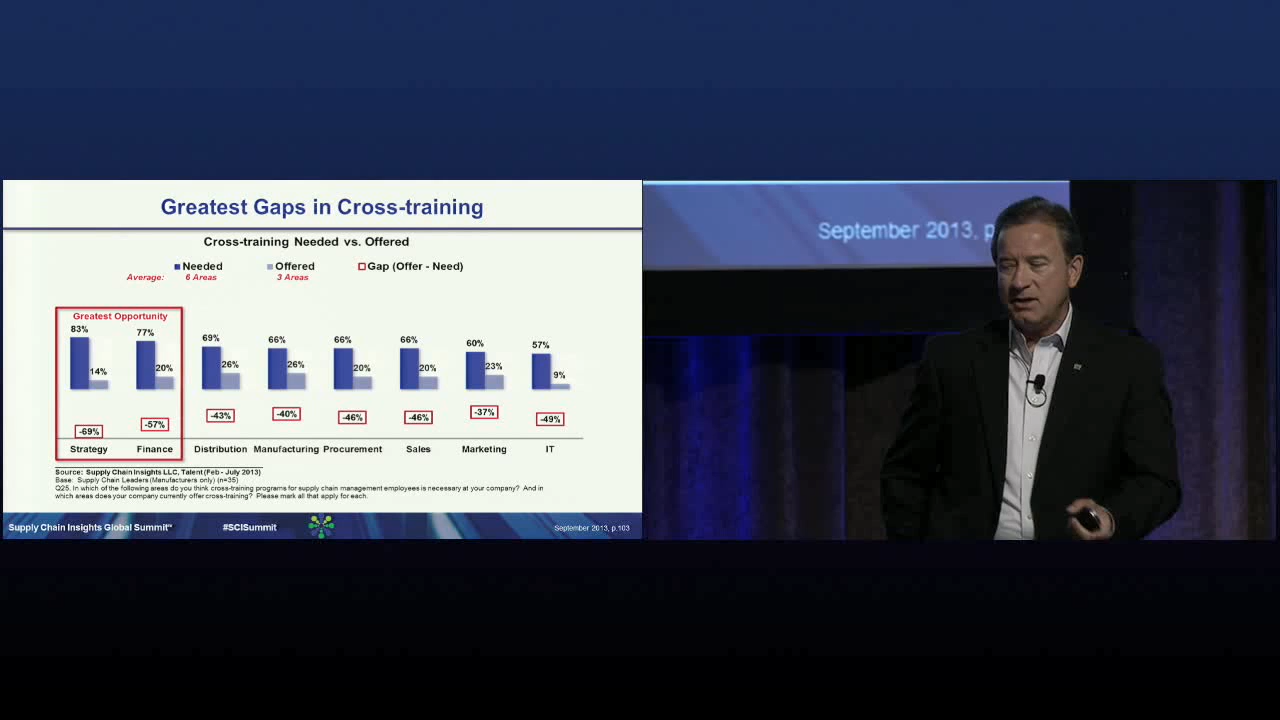 Greatest Gaps in Cross-training
Cross-training Needed vs. Offered
Needed Offered Gap (Offer - Need)
Average: 6 Areas 3 Areas
Greatest Opportunity
83% 77% 69% 66% 66% 66% 60% 57%
14% 20% 26% 26% 20% 20% 23% 9%
-69% -57% -43% -40% -46% -46% -37% -49%
Strategy Finance Distribution Manufacturing Procurement Sales Marketing IT
Source: Supply Chain Insights LLC, Talent (Feb - July 2013)
Base: Supply Chain Leaders (Manufacturers only) (n=35)
Q25. In which of the following areas do you think cross-training programs for supply chain management employees is necessary at your company? And in
which areas does your company currently offer cross-training? Please mark all that apply for each.
Supply Chain Insights Global Summit #SCISummit September 2013, p.103
September 2013, p